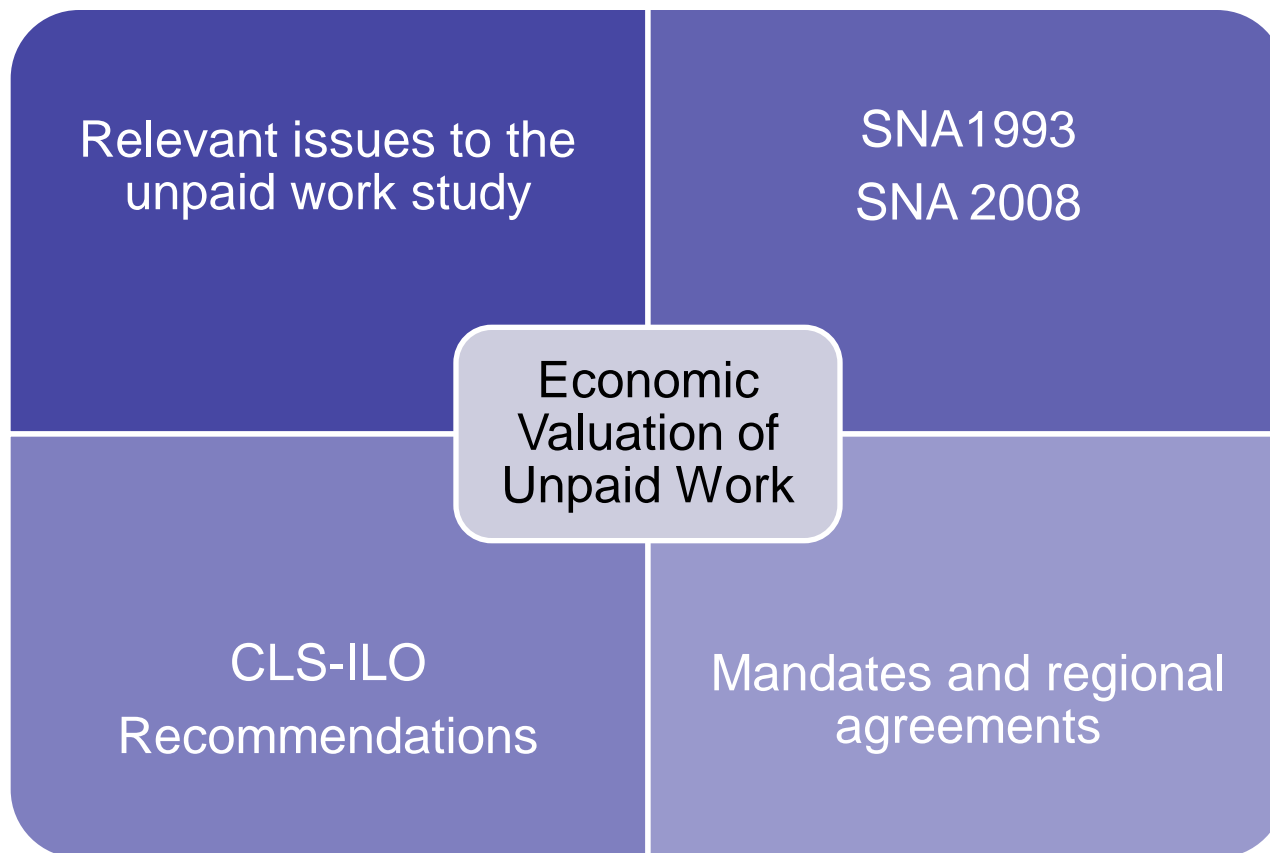 Relevant issues to the
unpaid work study
SNA1993
SNA 2008
Economic
Valuation of
Unpaid Work
CLS-ILO
Recommendations
Mandates and regional
agreements